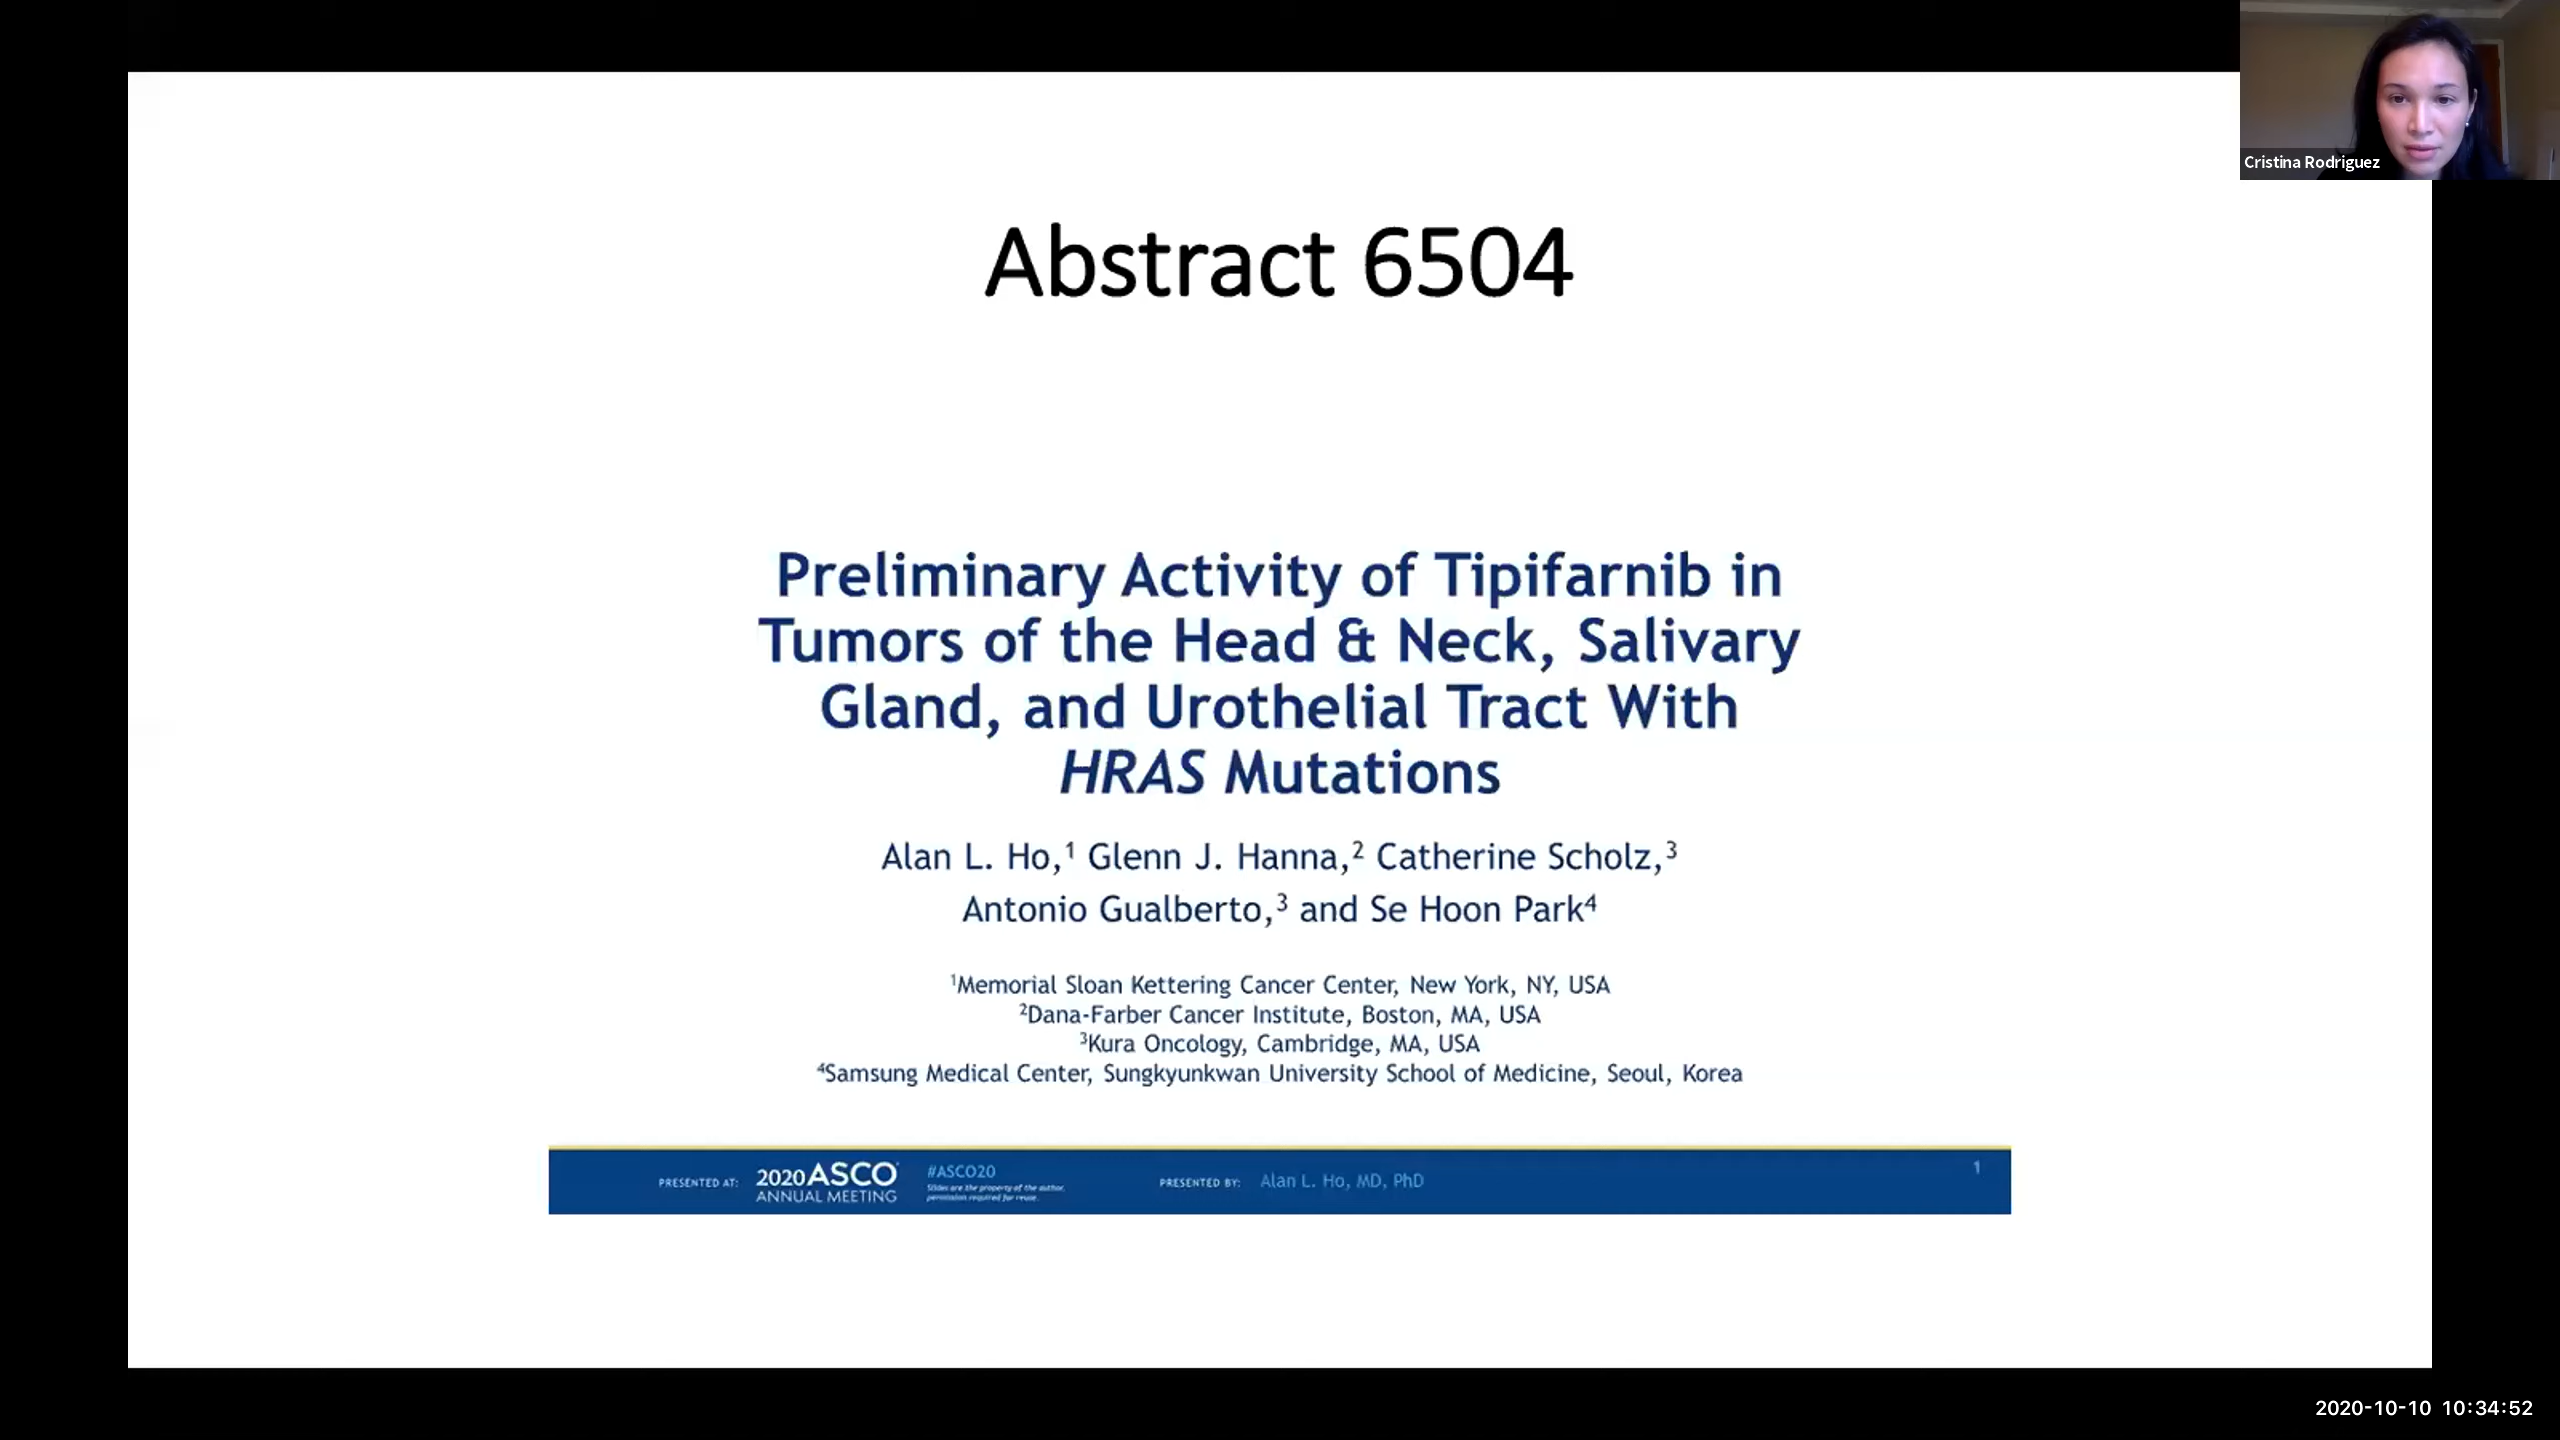 Cristina Rodriguez
Abstract 6504
Preliminary Activity of Tipifarnib in
Tumors of the Head & Neck, Salivary
Gland, and Urothelial Tract With
HRAS Mutations
Alan L. Ho,¹ Glenn J. Hanna,² Catherine Scholz,³
Antonio Gualberto,³ and Se Hoon Park⁴
¹Memorial Sloan Kettering Cancer Center, New York, NY, USA
²Dana-Farber Cancer Institute, Boston, MA, USA
³Kura Oncology, Cambridge, MA, USA
⁴Samsung Medical Center, Sungkyunkwan University School of Medicine, Seoul, Korea
PRESENTED AT:
2020 ASCO
ANNUAL MEETING
#ASCO20
Slides are the property of the author,
permission required for reuse.
PRESENTED BY: Alan L. Ho, MD, PhD
1
2020-10-10 10:34:52